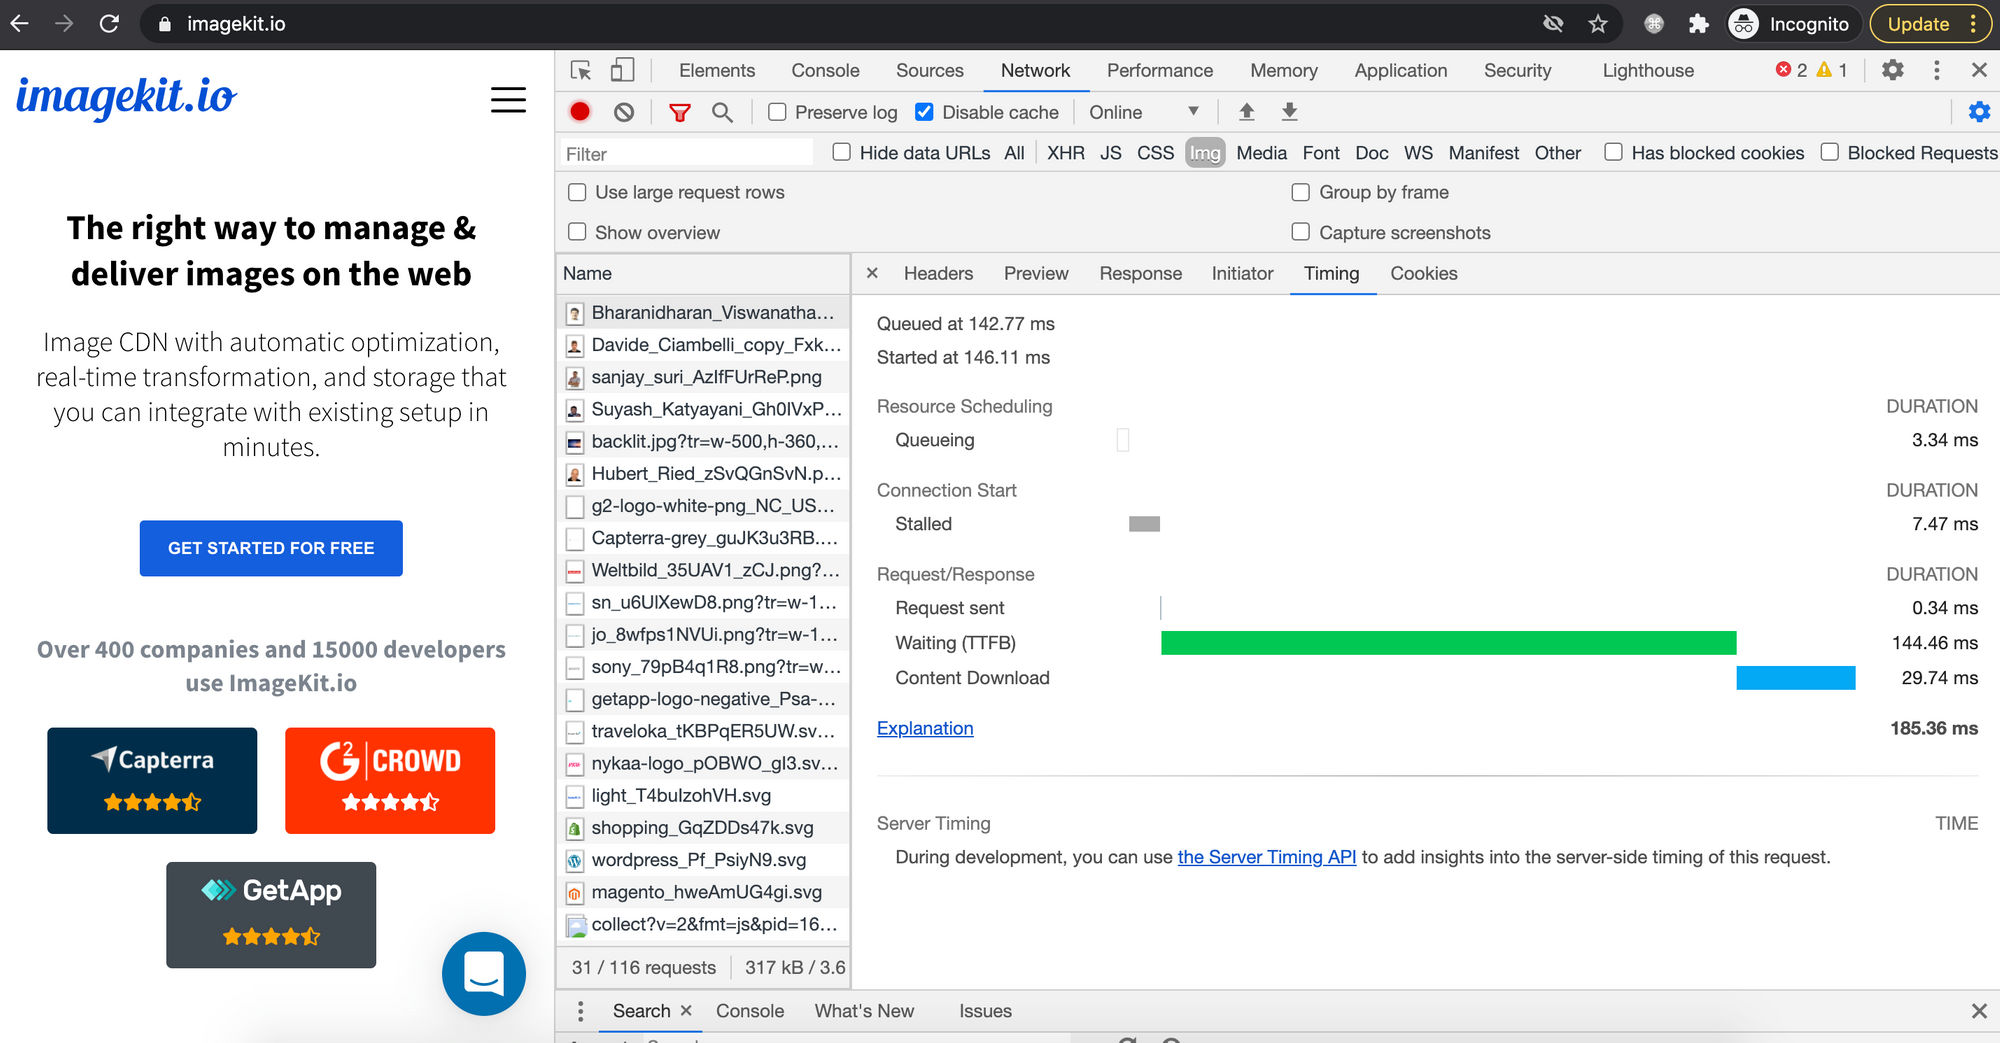 imagekit.io
Incognito
Update
imagekit.io
The right way to manage &
deliver images on the web
Image CDN with automatic optimization,
real-time transformation, and storage that
you can integrate with existing setup in
minutes.
GET STARTED FOR FREE
Over 400 companies and 15000 developers
use ImageKit.io
Capterra
G2 | CROWD
GetApp
Elements Console Sources Network Performance Memory Application Security Lighthouse 2 1
Preserve log Disable cache Online
Filter Hide data URLs All XHR JS CSS Img Media Font Doc WS Manifest Other Has blocked cookies Blocked Requests
Use large request rows Group by frame
Show overview Capture screenshots
Name
Bharanidharan_Viswanatha...
Davide_Ciambelli_copy_Fxk...
sanjay_suri_AzIfFUrReP.png
Suyash_Katyayani_Gh0lVxP...
backlit.jpg?tr=w-500,h-360,...
Hubert_Ried_zSvQGnSvN.p...
g2-logo-white-png_NC_US...
Capterra-grey_guJK3u3RB....
Weltbild_35UAV1_zCJ.png?...
sn_u6UlXewD8.png?tr=w-1...
jo_8wfps1NVUi.png?tr=w-1...
sony_79pB4q1R8.png?tr=w...
getapp-logo-negative_Psa-...
traveloka_tKBPqER5UW.sv...
nykaa-logo_pOBWO_gI3.sv...
light_T4buIzohVH.svg
shopping_GqZDDs47k.svg
wordpress_Pf_PsiyN9.svg
magento_hweAmUG4gi.svg
collect?v=2&fmt=js&pid=16...
31 / 116 requests 317 kB / 3.6
Headers Preview Response Initiator Timing Cookies
Queued at 142.77 ms
Started at 146.11 ms
Resource Scheduling DURATION
Queueing 3.34 ms
Connection Start DURATION
Stalled 7.47 ms
Request/Response DURATION
Request sent 0.34 ms
Waiting (TTFB) 144.46 ms
Content Download 29.74 ms
Explanation 185.36 ms
Server Timing TIME
During development, you can use the Server Timing API to add insights into the server-side timing of this request.
Search Console What's New Issues